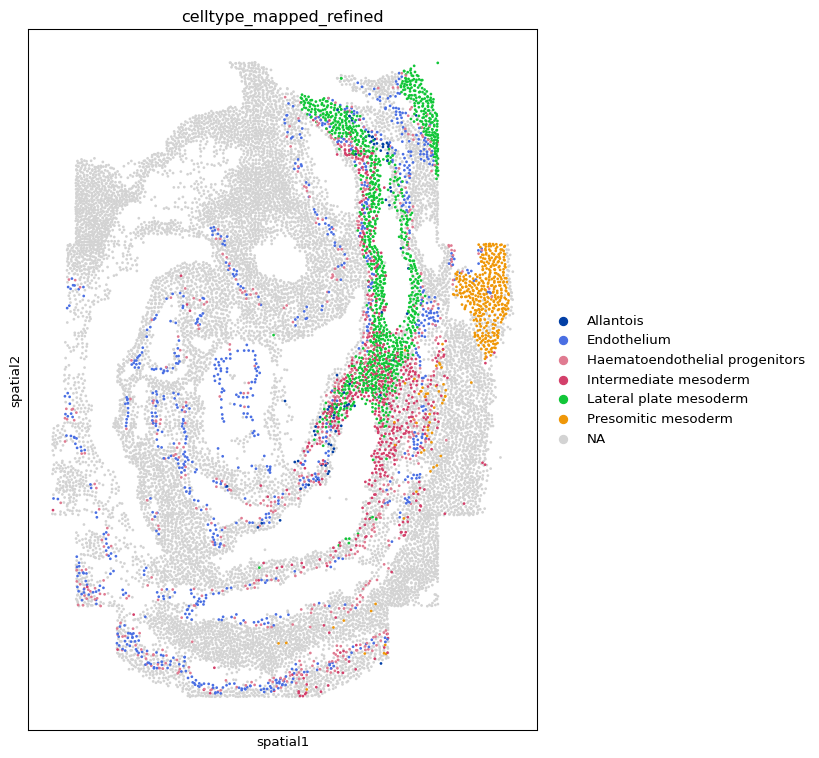 celltype_mapped_refined
spatial2
Allantois
Endothelium
Haematoendothelial progenitors
Intermediate mesoderm
Lateral plate mesoderm
Presomitic mesoderm
NA
spatial1